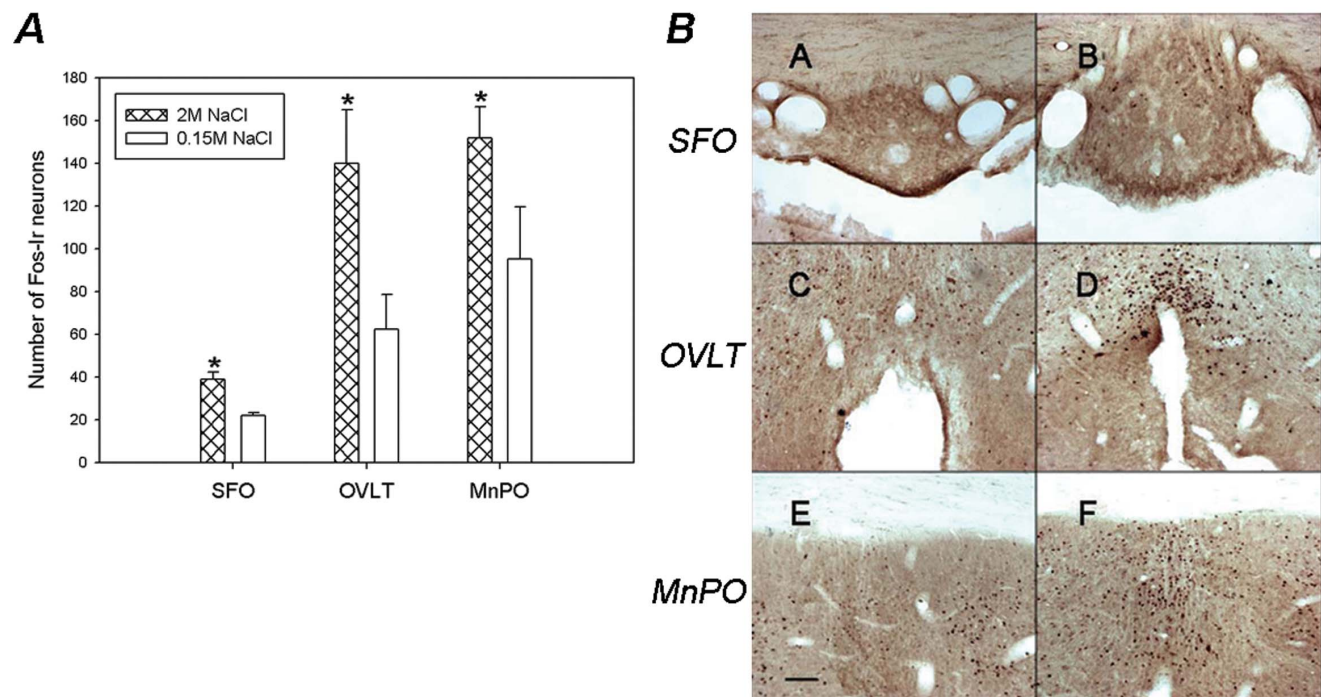 A
B
180
160
140
120
100
80
60
40
20
0
Number of Fos-Ir neurons
2M NaCl
0.15M NaCl
*
*
*
SFO
OVLT
MnPO
SFO
OVLT
MnPO
A
B
C
D
E
F